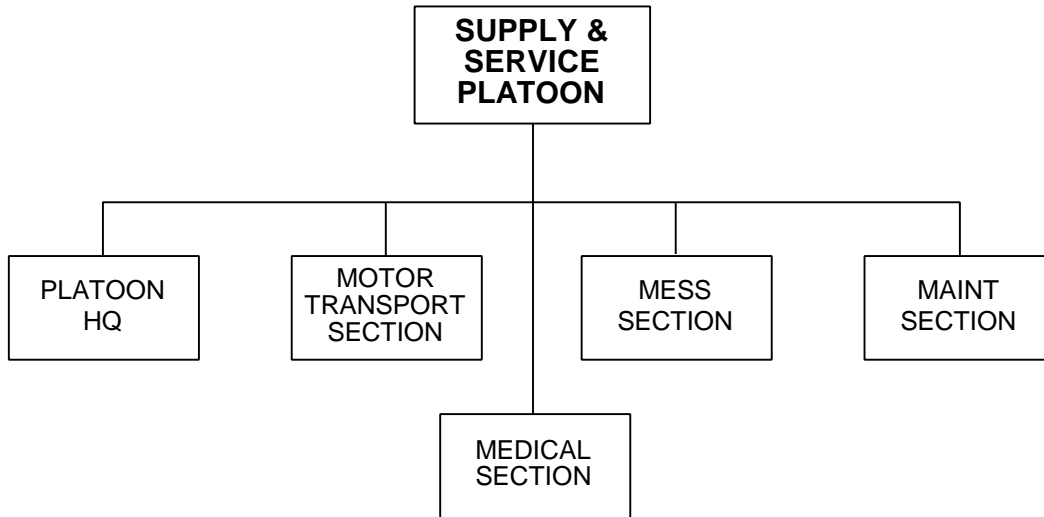 SUPPLY &
SERVICE
PLATOON
PLATOON
HQ
MOTOR
TRANSPORT
SECTION
MESS
SECTION
MAINT
SECTION
MEDICAL
SECTION